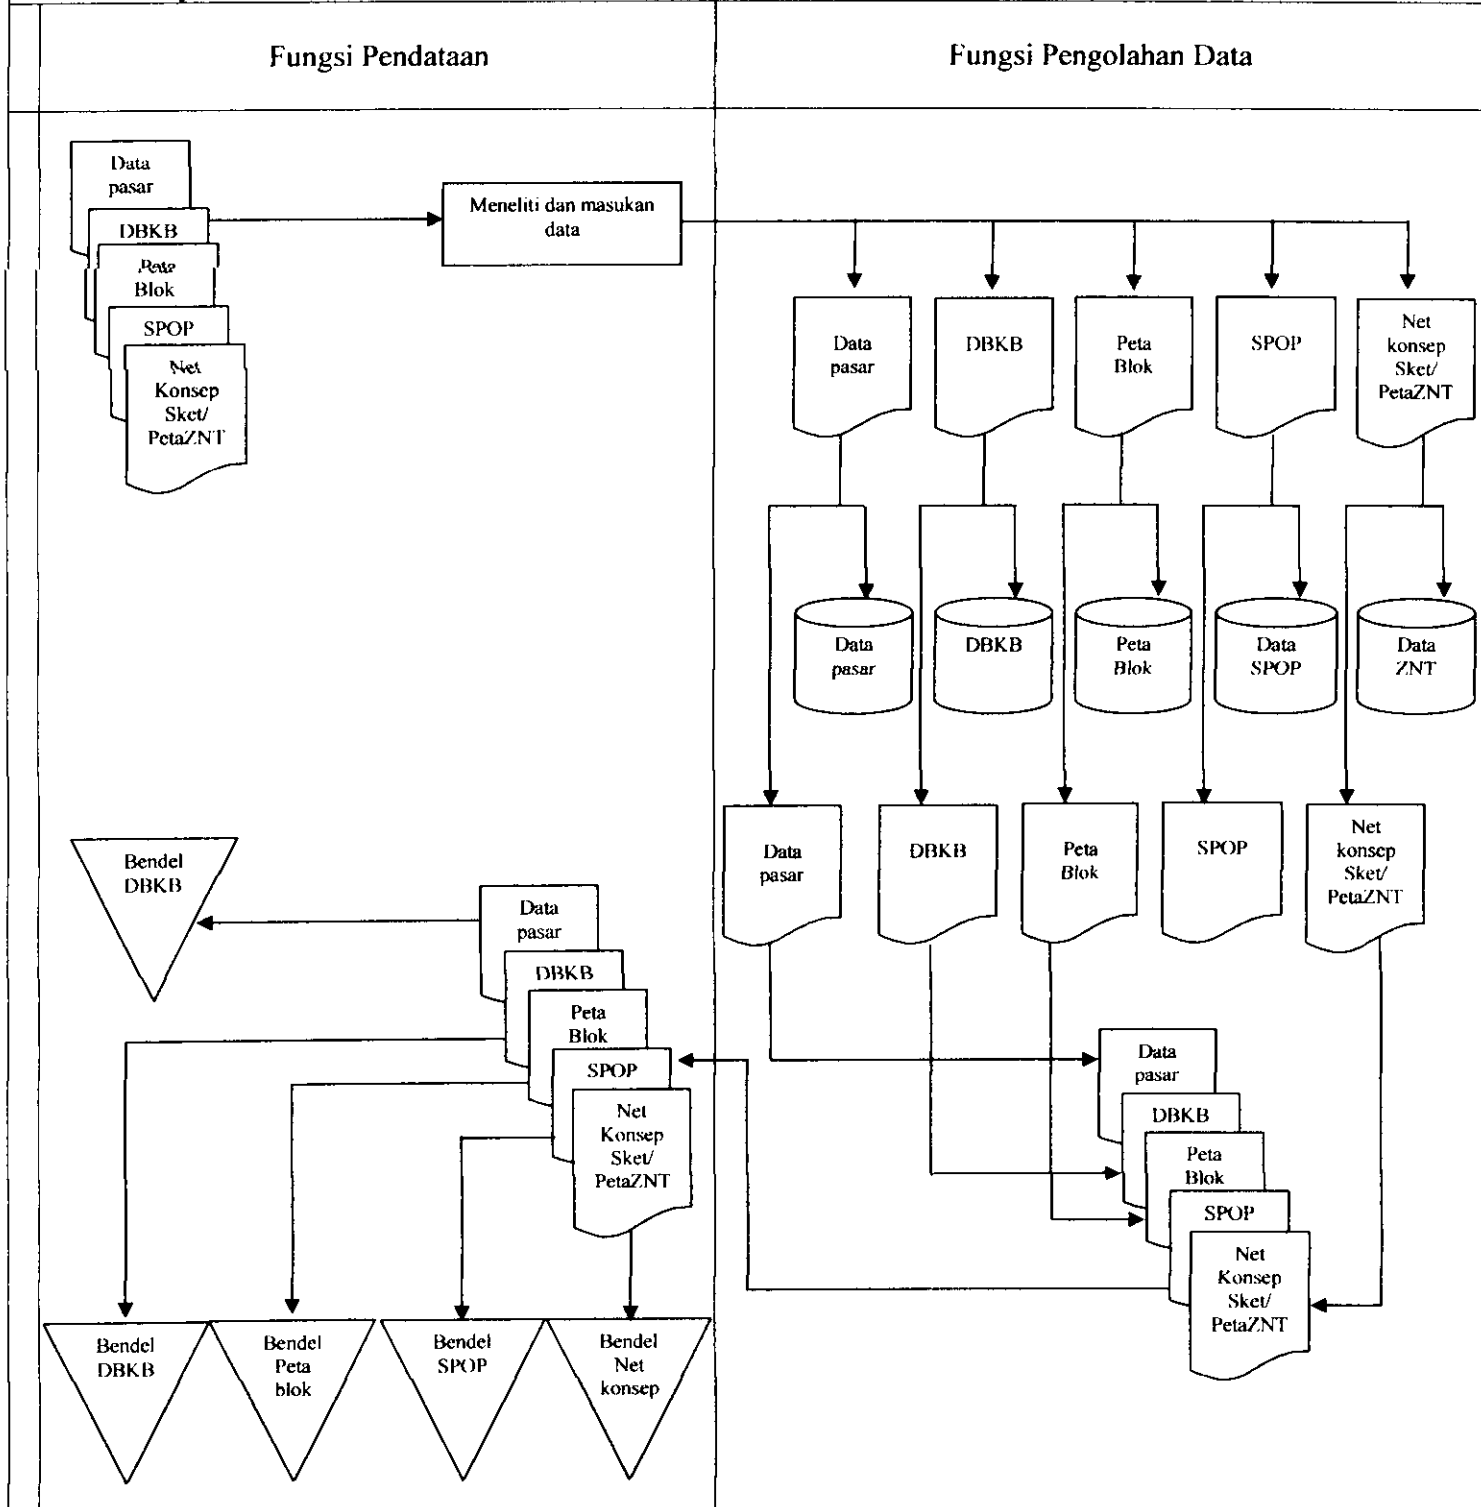 Fungsi Pendataan
Fungsi Pengolahan Data
Data
pasar
DBKB
Peta
Blok
SPOP
Net
Konsep
Sket/
PetaZNT
Meneliti dan masukan
data
Data
pasar
DBKB
Peta
Blok
SPOP
Net
konsep
Sket/
PetaZNT
Data
pasar
DBKB
Peta
Blok
Data
SPOP
Data
ZNT
Data
pasar
DBKB
Peta
Blok
SPOP
Net
konsep
Sket/
PetaZNT
Bendel
DBKB
Data
pasar
DBKB
Peta
Blok
SPOP
Net
Konsep
Sket/
PetaZNT
Data
pasar
DBKB
Peta
Blok
SPOP
Net
Konsep
Sket/
PetaZNT
Bendel
DBKB
Bendel
Peta
blok
Bendel
SPOP
Bendel
Net
konsep